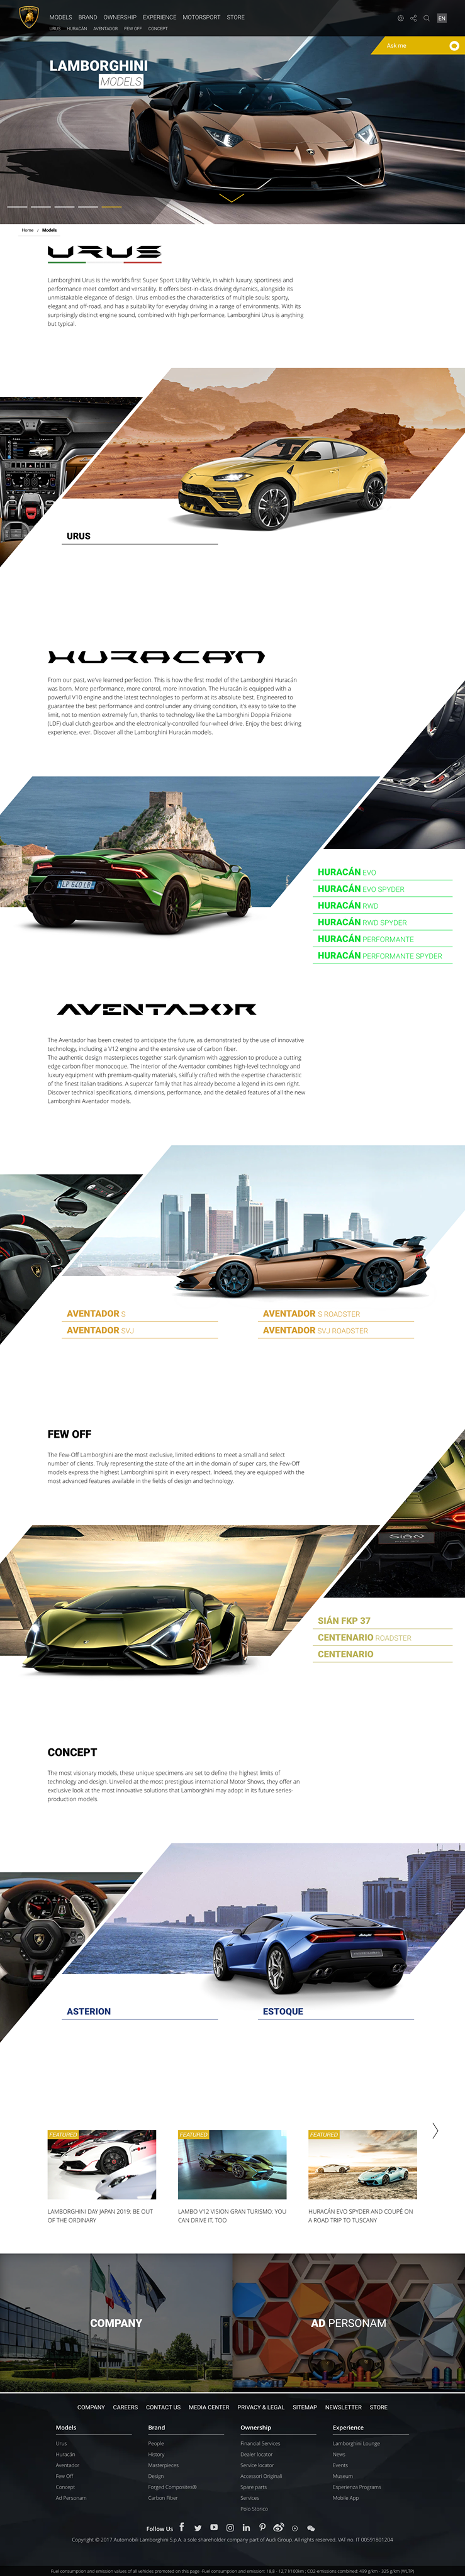 MODELS BRAND OWNERSHIP EXPERIENCE MOTORSPORT STORE
EN
URUS HURACÁN AVENTADOR FEW OFF CONCEPT
Ask me
LAMBORGHINI
MODELS
Home / Models
URUS
Lamborghini Urus is the world's first Super Sport Utility Vehicle, in which luxury, sportiness and
performance meet comfort and versatility. It offers best-in-class driving dynamics, alongside its
unmistakable elegance of design. Urus embodies the characteristics of multiple souls: sporty,
elegant and off-road, and has a suitability for everyday driving in a range of environments. With its
surprisingly distinct engine sound, combined with high performance, Lamborghini Urus is anything
but typical.
URUS
HURACÁN
From our past, we've learned perfection. This is how the first model of the Lamborghini Huracán
was born. More performance, more control, more innovation. The Huracán is equipped with a
powerful V10 engine and the latest technologies to perform at its absolute best. Engineered to
guarantee the best performance and control under any driving condition, it's easy to take to the
limit, not to mention extremely fun, thanks to technology like the Lamborghini Doppia Frizione
(LDF) dual clutch gearbox and the electronically-controlled four-wheel drive. Enjoy the best driving
experience, ever. Discover all the Lamborghini Huracán models.
HURACÁN EVO
HURACÁN EVO SPYDER
HURACÁN RWD
HURACÁN RWD SPYDER
HURACÁN PERFORMANTE
HURACÁN PERFORMANTE SPYDER
AVENTADOR
The Aventador has been created to anticipate the future, as demonstrated by the use of innovative
technology, including a V12 engine and the extensive use of carbon fiber.
The authentic design masterpieces together stark dynamism with aggression to produce a cutting
edge carbon fiber monocoque. The interior of the Aventador combines high-level technology and
luxury equipment with premium-quality materials, skilfully crafted with the expertise characteristic
of the finest Italian traditions. A supercar family that has already become a legend in its own right.
Discover technical specifications, dimensions, performance, and the detailed features of all the new
Lamborghini Aventador models.
AVENTADOR S
AVENTADOR S ROADSTER
AVENTADOR SVJ
AVENTADOR SVJ ROADSTER
FEW OFF
The Few-Off Lamborghini are the most exclusive, limited editions to meet a small and select
number of clients. Truly representing the state of the art in the domain of super cars, the Few-Off
models express the highest Lamborghini spirit in every respect. Indeed, they are equipped with the
most advanced features available in the fields of design and technology.
SIÁN FKP 37
CENTENARIO ROADSTER
CENTENARIO
CONCEPT
The most visionary models, these unique specimens are set to define the highest limits of
technology and design. Unveiled at the most prestigious international Motor Shows, they offer an
exclusive look at the most innovative solutions that Lamborghini may adopt in its future series-
production models.
ASTERION
ESTOQUE
FEATURED
FEATURED
FEATURED
LAMBORGHINI DAY JAPAN 2019: BE OUT
OF THE ORDINARY
LAMBO V12 VISION GRAN TURISMO: YOU
CAN DRIVE IT, TOO
HURACÁN EVO SPYDER AND COUPÉ ON
A ROAD TRIP TO TUSCANY
COMPANY
AD PERSONAM
COMPANY CAREERS CONTACT US MEDIA CENTER PRIVACY & LEGAL SITEMAP NEWSLETTER STORE
Models
Urus
Huracán
Aventador
Few Off
Concept
Ad Personam
Brand
People
History
Masterpieces
Design
Forged Composites®
Carbon Fiber
Ownership
Financial Services
Dealer locator
Service locator
Accessori Originali
Spare parts
Services
Polo Storico
Experience
Lamborghini Lounge
News
Events
Museum
Esperienza Programs
Mobile App
Follow Us
Copyright © 2017 Automobili Lamborghini S.p.A. a sole shareholder company part of Audi Group. All rights reserved. VAT no. IT 00591801204
Fuel consumption and emission values of all vehicles promoted on this page: Fuel consumption and emission: 18,8 - 12,7 l/100km ; CO2-emissions combined: 499 g/km - 325 g/km (WLTP)